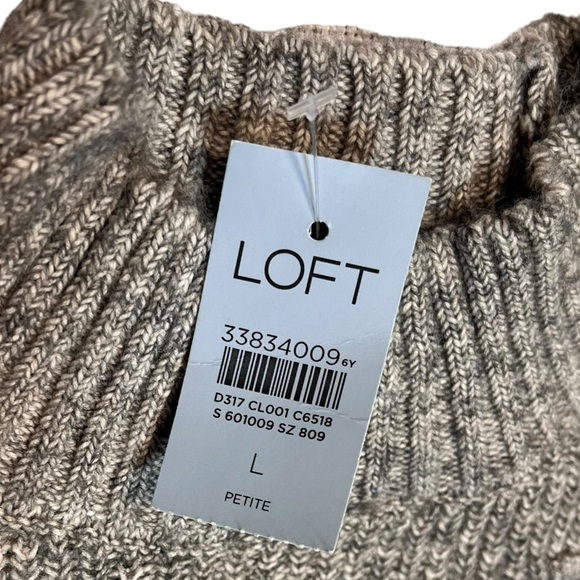 LOFT
33834009 6Y
D317 CL001 C6518
S 601009 SZ 809
L
PETITE